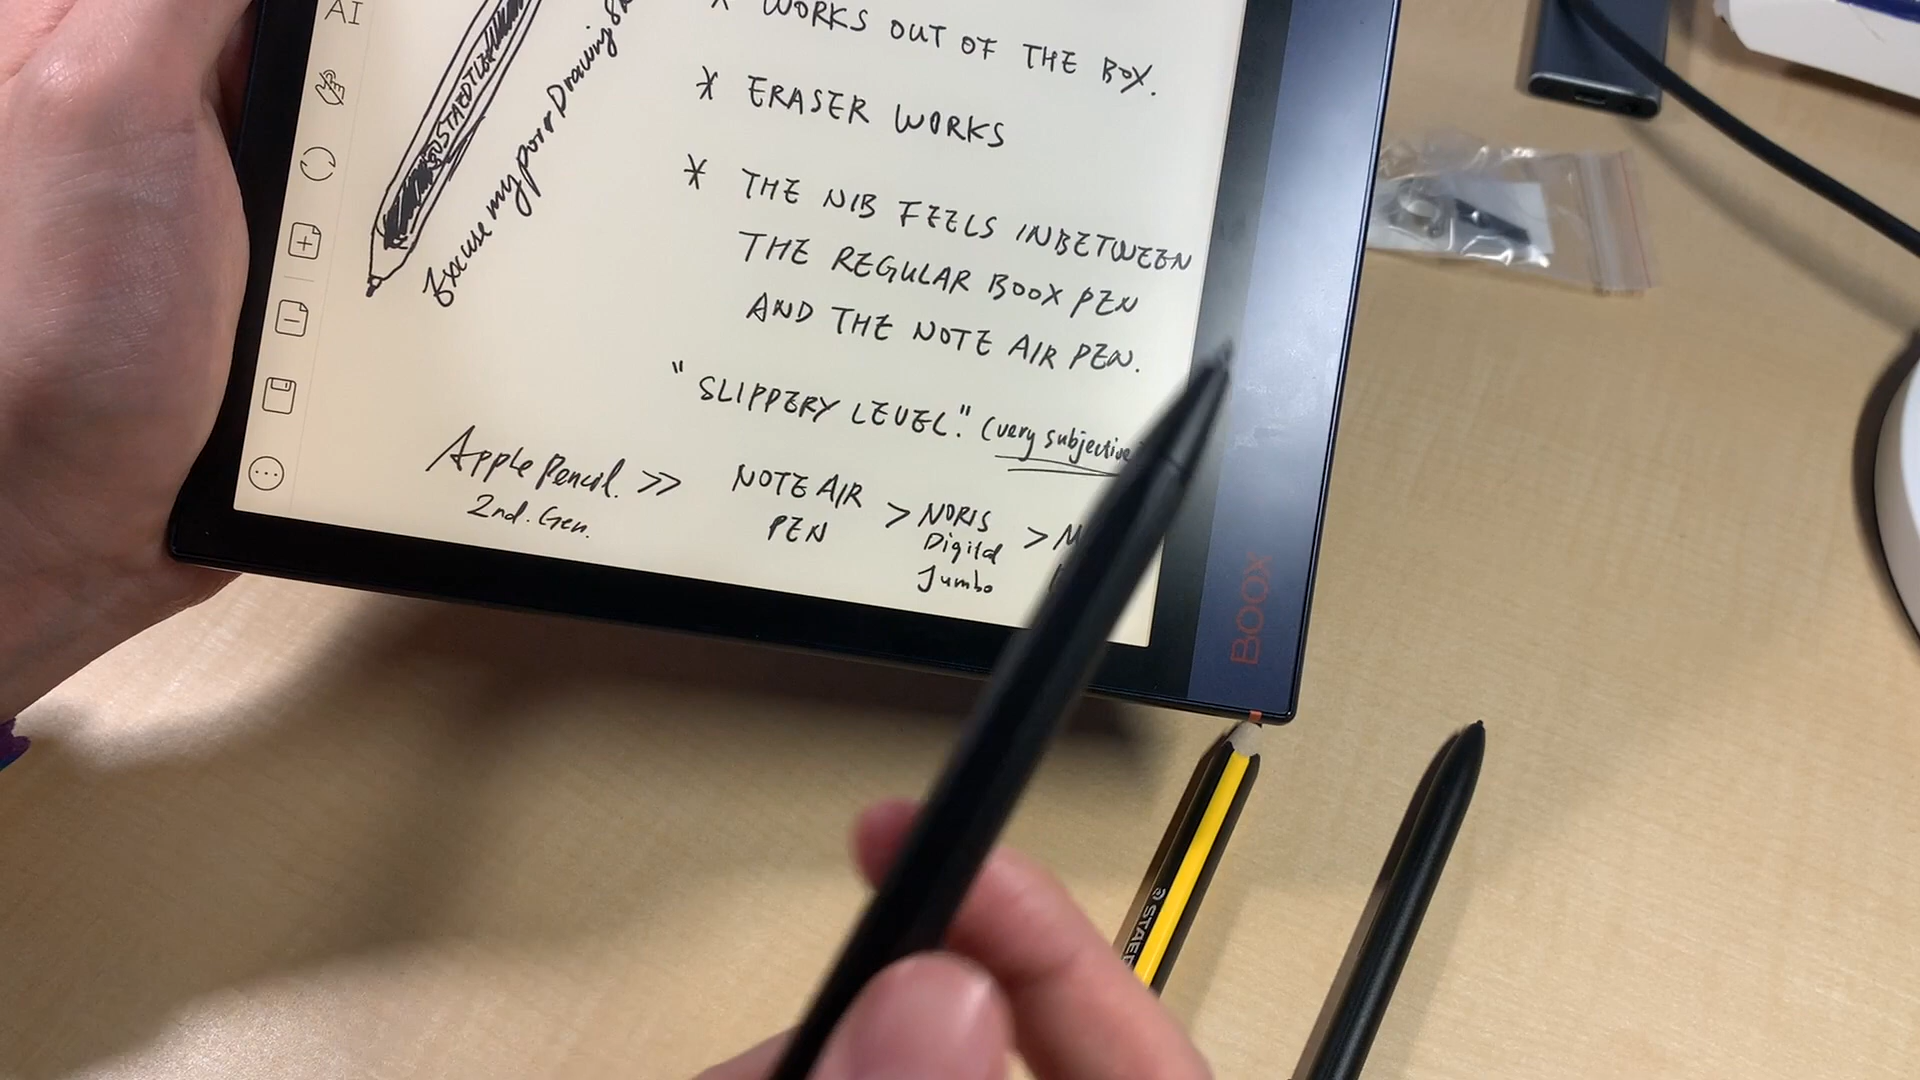 AI
STAEDTLER
Excuse my poor Drawing
* WORKS OUT OF THE BOX.
* ERASER WORKS
* THE NIB FEELS INBETWEEN
THE REGULAR BOOX PEN
AND THE NOTE AIR PEN.
"SLIPPERY LEVEL." (very subjective
Apple Pencil. >> NOTE AIR > NORIS >
2nd. Gen. PEN Digital
Jumbo
BOOX
STAED